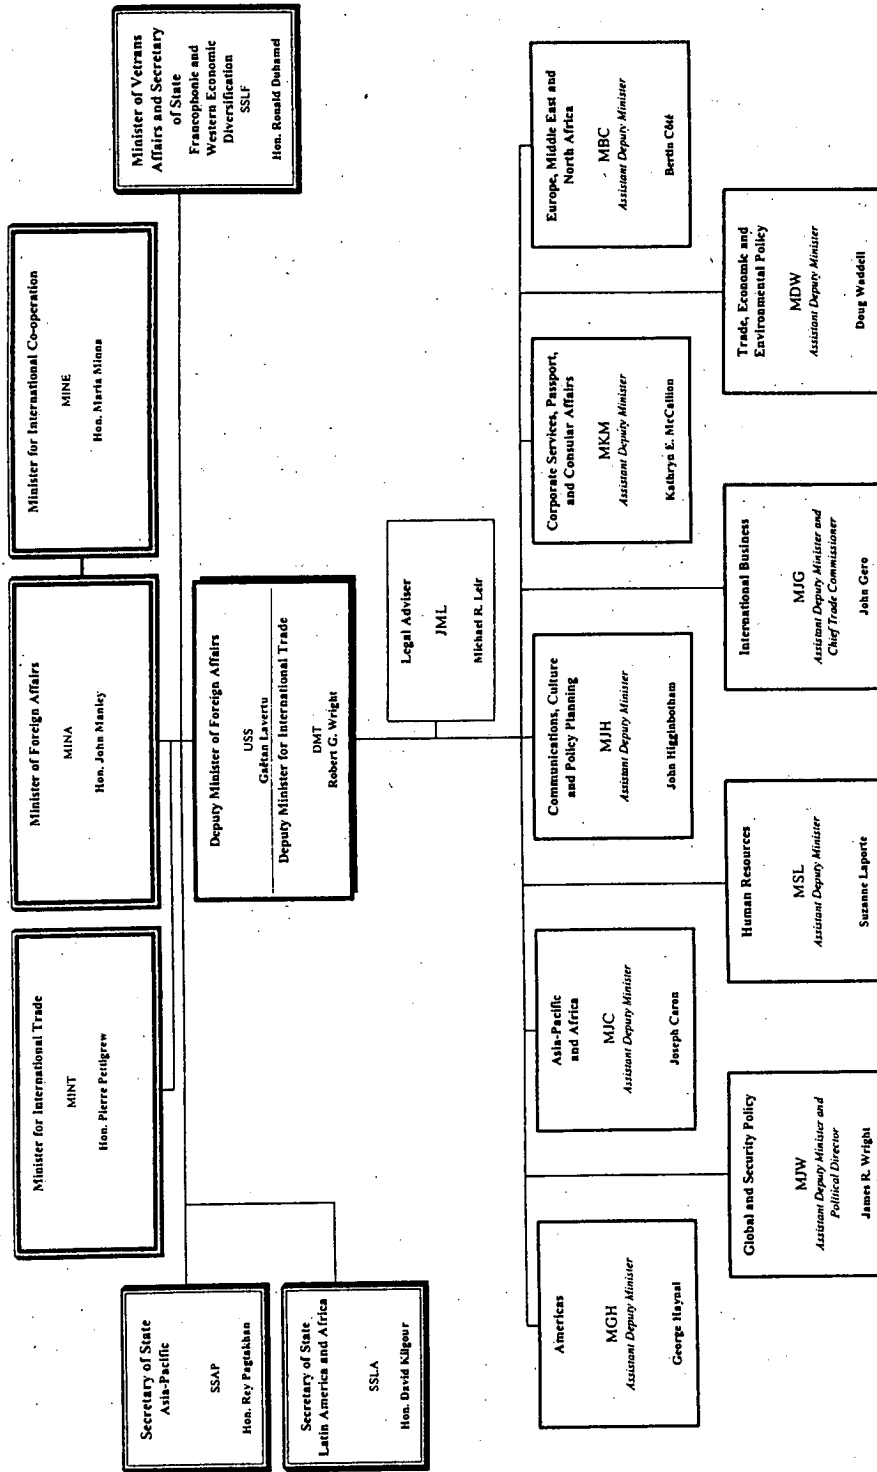 Minister for International Trade
MINT
Hon. Pierre Pettigrew
Minister of Foreign Affairs
MINA
Hon. John Manley
Minister for International Co-operation
MINE
Hon. Maria Minna
Secretary of State
Asia-Pacific
SSAP
Hon. Rey Pagtakhan
Secretary of State
Latin America and Africa
SSLA
Hon. David Kilgour
Minister of Vetrans
Affairs and Secretary
of State
Francophonie and
Western Economic
Diversification
SSLF
Hon. Ronald Duhamel
Deputy Minister of Foreign Affairs
USS
Gaëtan Lavertu
Deputy Minister for International Trade
DMT
Robert G. Wright
Legal Adviser
JML
Michael R. Leir
Americas
MGH
Assistant Deputy Minister
George Haynal
Asia-Pacific
and Africa
MJC
Assistant Deputy Minister
Joseph Caron
Communications, Culture
and Policy Planning
MJH
Assistant Deputy Minister
John Higginbotham
Corporate Services, Passport,
and Consular Affairs
MKM
Assistant Deputy Minister
Kathryn E. McCallion
Europe, Middle East and
North Africa
MBC
Assistant Deputy Minister
Bertin Côté
Global and Security Policy
MJW
Assistant Deputy Minister and
Political Director
James R. Wright
Human Resources
MSL
Assistant Deputy Minister
Suzanne Laporte
International Business
MJG
Assistant Deputy Minister and
Chief Trade Commissioner
John Gero
Trade, Economic and
Environmental Policy
MDW
Assistant Deputy Minister
Doug Waddell